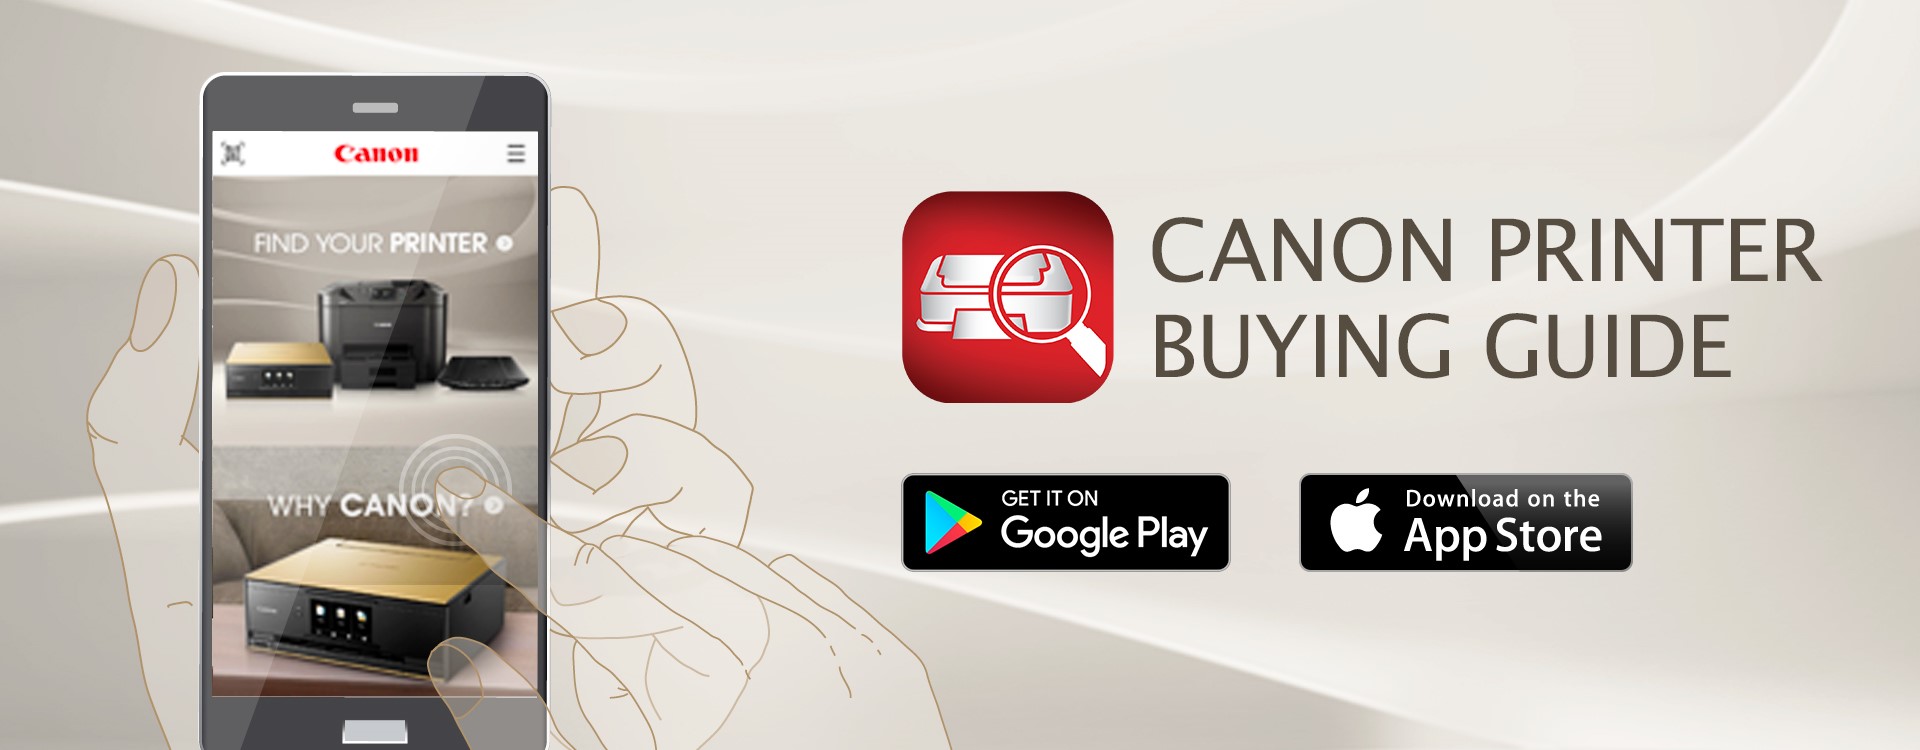 Canon
FIND YOUR PRINTER
WHY CANON?
CANON PRINTER
BUYING GUIDE
GET IT ON
Google Play
Download on the
App Store